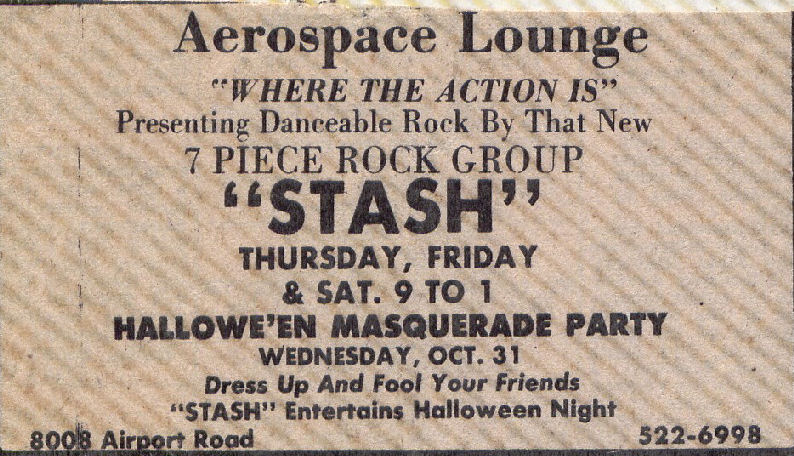 Aerospace Lounge
"WHERE THE ACTION IS"
Presenting Danceable Rock By That New
7 PIECE ROCK GROUP
"STASH"
THURSDAY, FRIDAY
& SAT. 9 TO 1
HALLOWE'EN MASQUERADE PARTY
WEDNESDAY, OCT. 31
Dress Up And Fool Your Friends
"STASH" Entertains Halloween Night
8008 Airport Road 522-6998